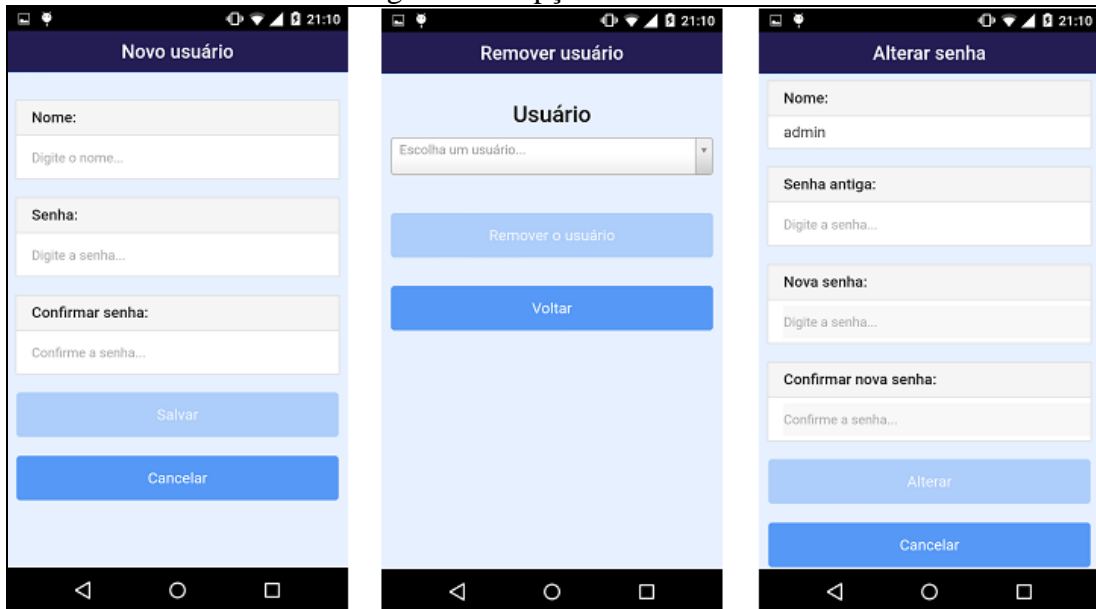 21:10
Novo usuário
Nome:
Digite o nome...
Senha:
Digite a senha...
Confirmar senha:
Confirme a senha...
Salvar
Cancelar
21:10
Remover usuário
Usuário
Escolha um usuário...
Remover o usuário
Voltar
21:10
Alterar senha
Nome:
admin
Senha antiga:
Digite a senha...
Nova senha:
Digite a senha...
Confirmar nova senha:
Confirme a senha...
Alterar
Cancelar